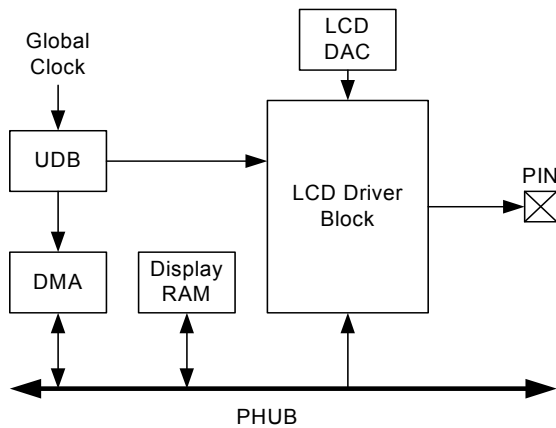 LCD
DAC
Global
Clock
UDB
LCD Driver
Block
PIN
DMA
Display
RAM
PHUB